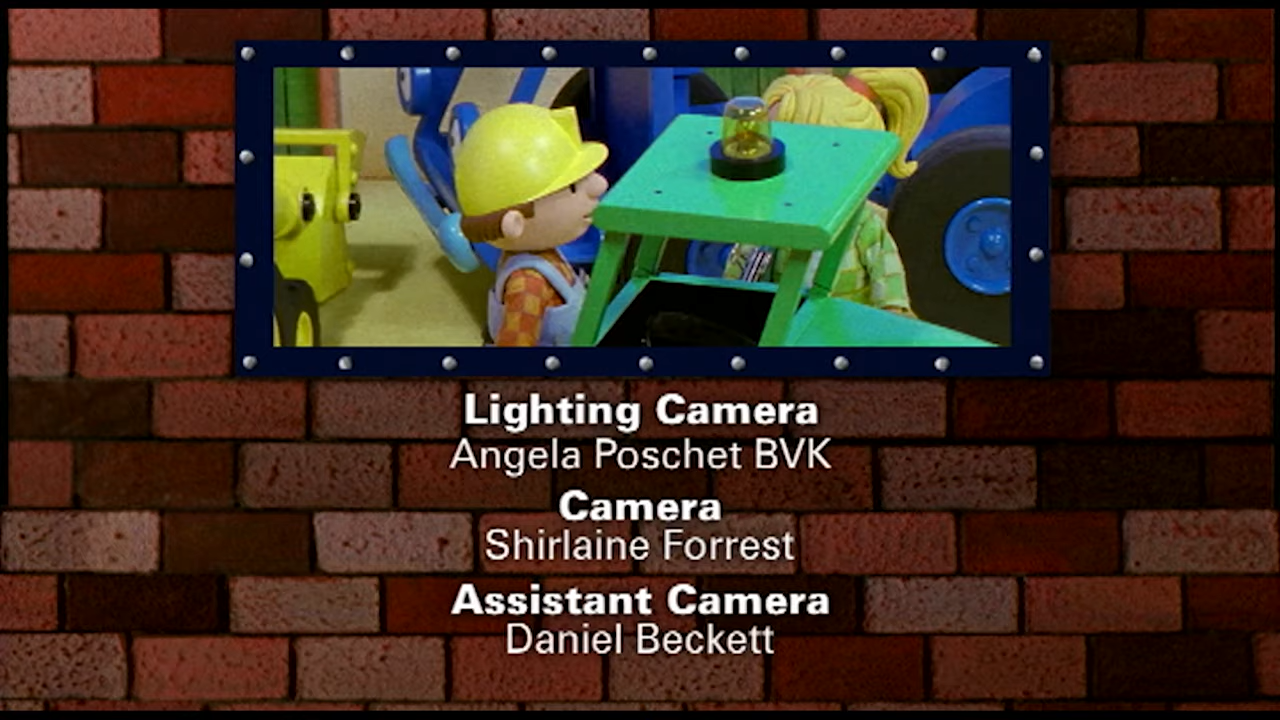 Lighting Camera
Angela Poschet BVK
Camera
Shirlaine Forrest
Assistant Camera
Daniel Beckett